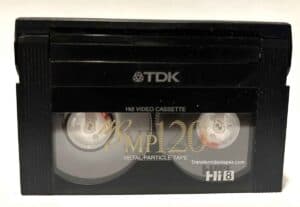 TDK
Hi8 VIDEO CASSETTE
MP120
METAL PARTICLE TAPE
Hi8